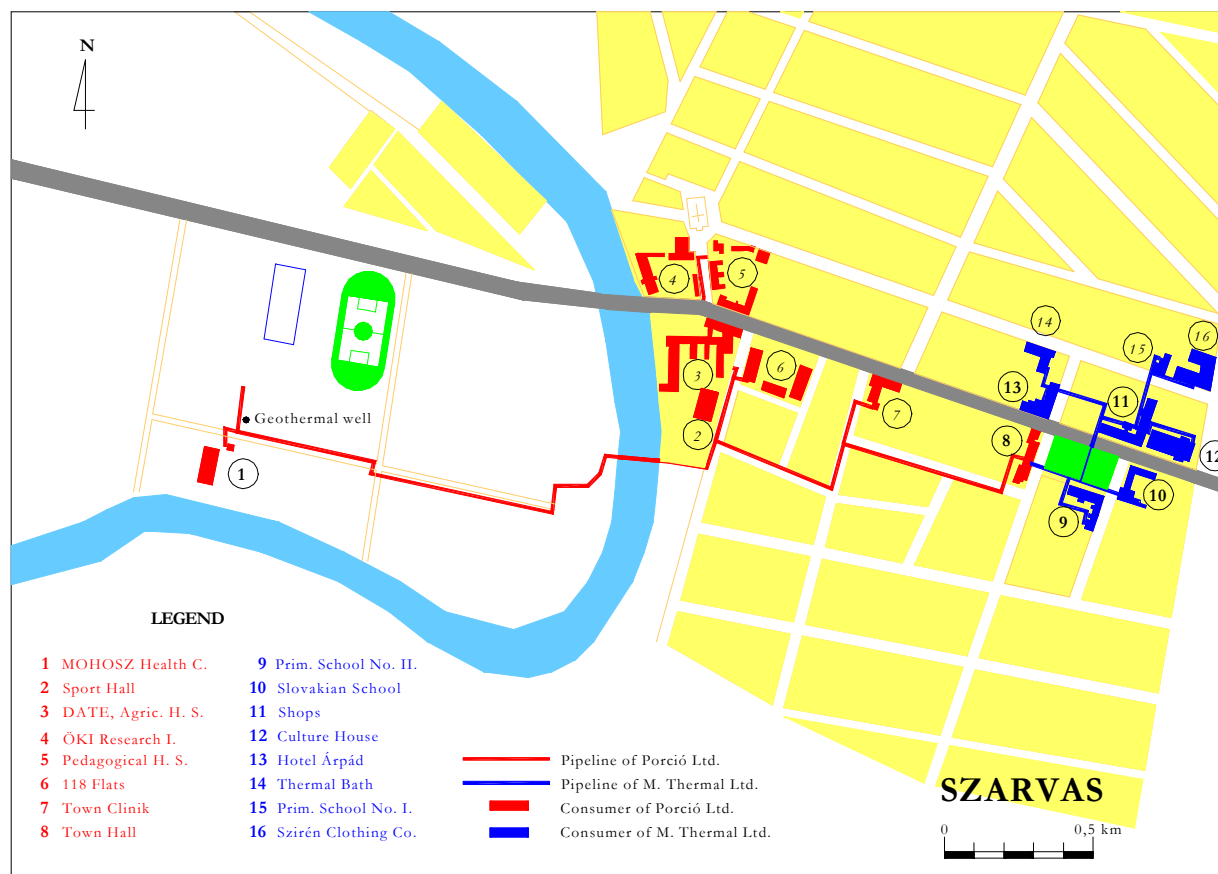 N
4
5
14
15
16
6
3
13
11
7
2
8
12
Geothermal well
1
10
9
LEGEND
1 MOHOSZ Health C.
2 Sport Hall
3 DATE, Agric. H. S.
4 ÖKI Research I.
5 Pedagogical H. S.
6 118 Flats
7 Town Clinik
8 Town Hall
9 Prim. School No. II.
10 Slovakian School
11 Shops
12 Culture House
13 Hotel Árpád
14 Thermal Bath
15 Prim. School No. I.
16 Szirén Clothing Co.
Pipeline of Porció Ltd.
Pipeline of M. Thermal Ltd.
Consumer of Porció Ltd.
Consumer of M. Thermal Ltd.
SZARVAS
0 0,5 km